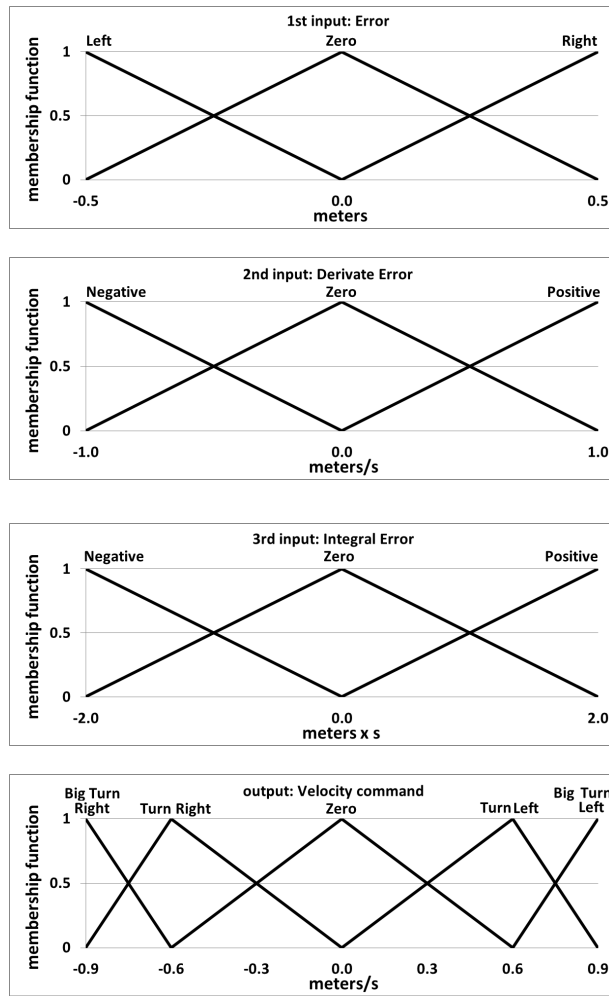 1st input: Error
Left Zero Right
membership function
1
0.5
0
-0.5 0.0 0.5
meters
2nd input: Derivate Error
Negative Zero Positive
membership function
1
0.5
0
-1.0 0.0 1.0
meters/s
3rd input: Integral Error
Negative Zero Positive
membership function
1
0.5
0
-2.0 0.0 2.0
meters x s
output: Velocity command
Big Turn Right Turn Right Zero Turn Left Big Turn Left
membership function
1
0.5
0
-0.9 -0.6 -0.3 0.0 0.3 0.6 0.9
meters/s